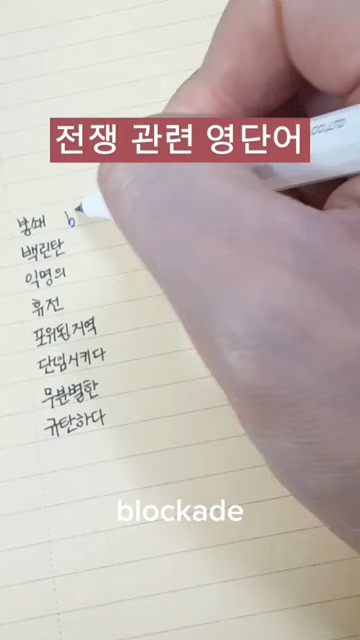 전쟁 관련 영단어
봉쇄 b
백린탄
익명의
휴전
포위된 지역
단념시키다
무분별한
규탄하다
blockade